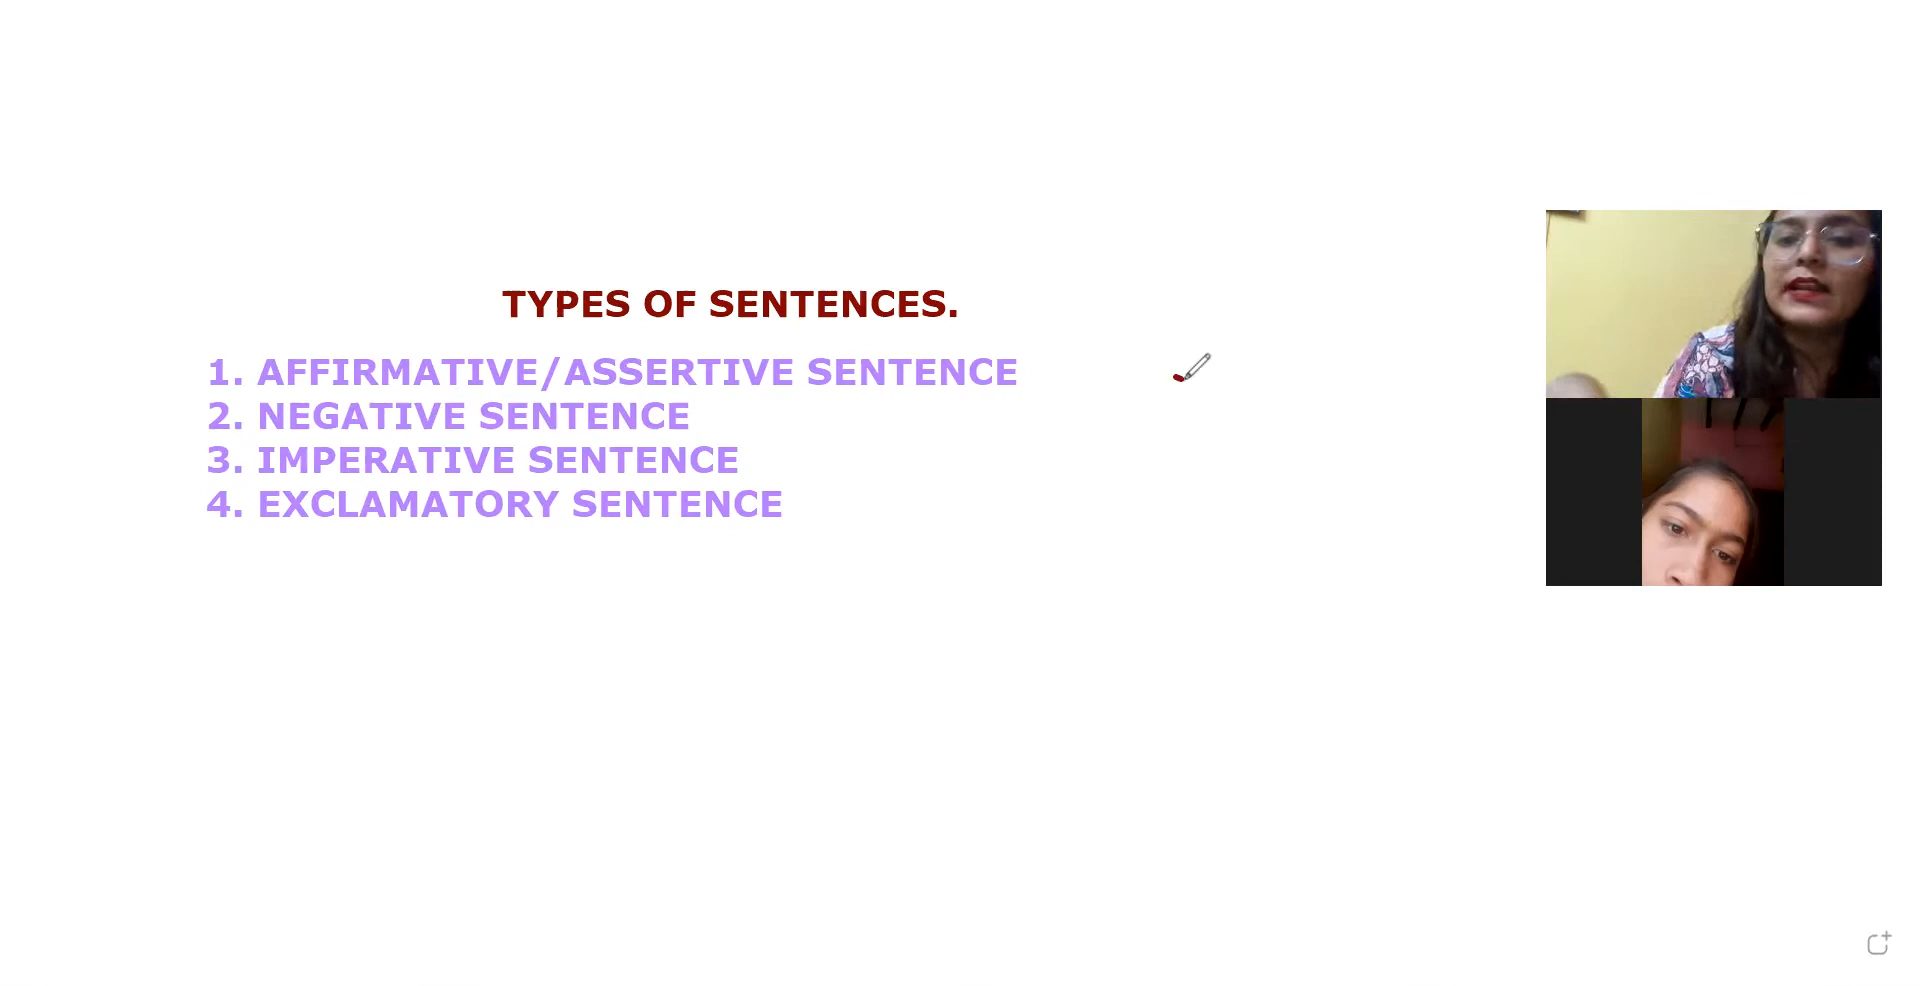 TYPES OF SENTENCES.
1. AFFIRMATIVE/ASSERTIVE SENTENCE
2. NEGATIVE SENTENCE
3. IMPERATIVE SENTENCE
4. EXCLAMATORY SENTENCE